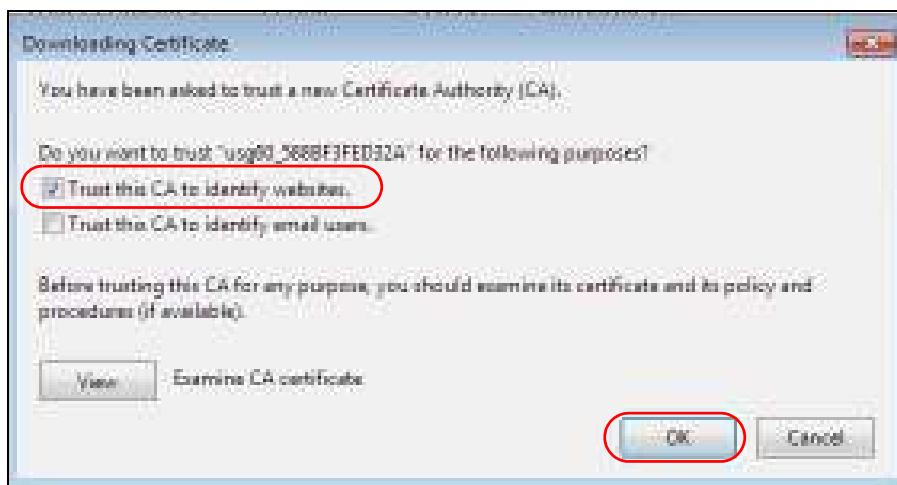 Downloading Certificate
You have been asked to trust a new Certificate Authority (CA).
Do you want to trust "usg60_588BF3FED32A" for the following purposes?
Trust this CA to identify websites.
Trust this CA to identify email users.
Before trusting this CA for any purpose, you should examine its certificate and its policy and
procedures (if available).
View Examine CA certificate
OK Cancel